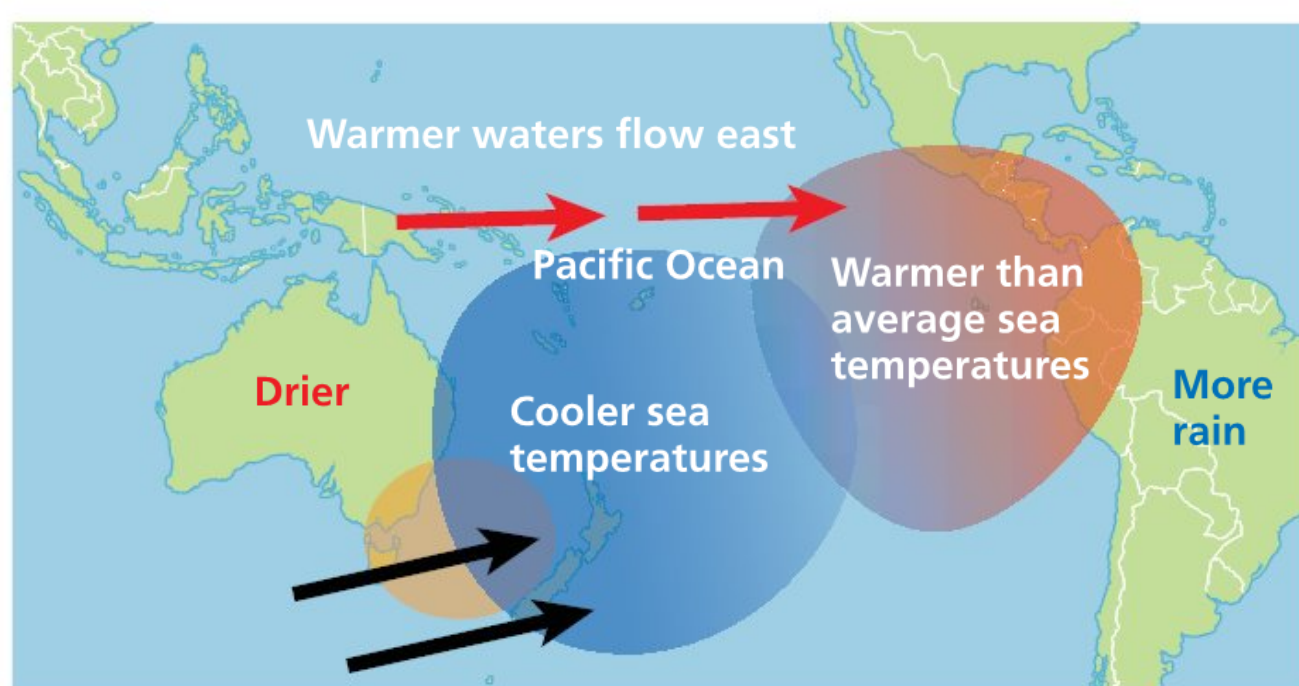 Warmer waters flow east
Pacific Ocean
Warmer than
average sea
temperatures
Drier
Cooler sea
temperatures
More
rain